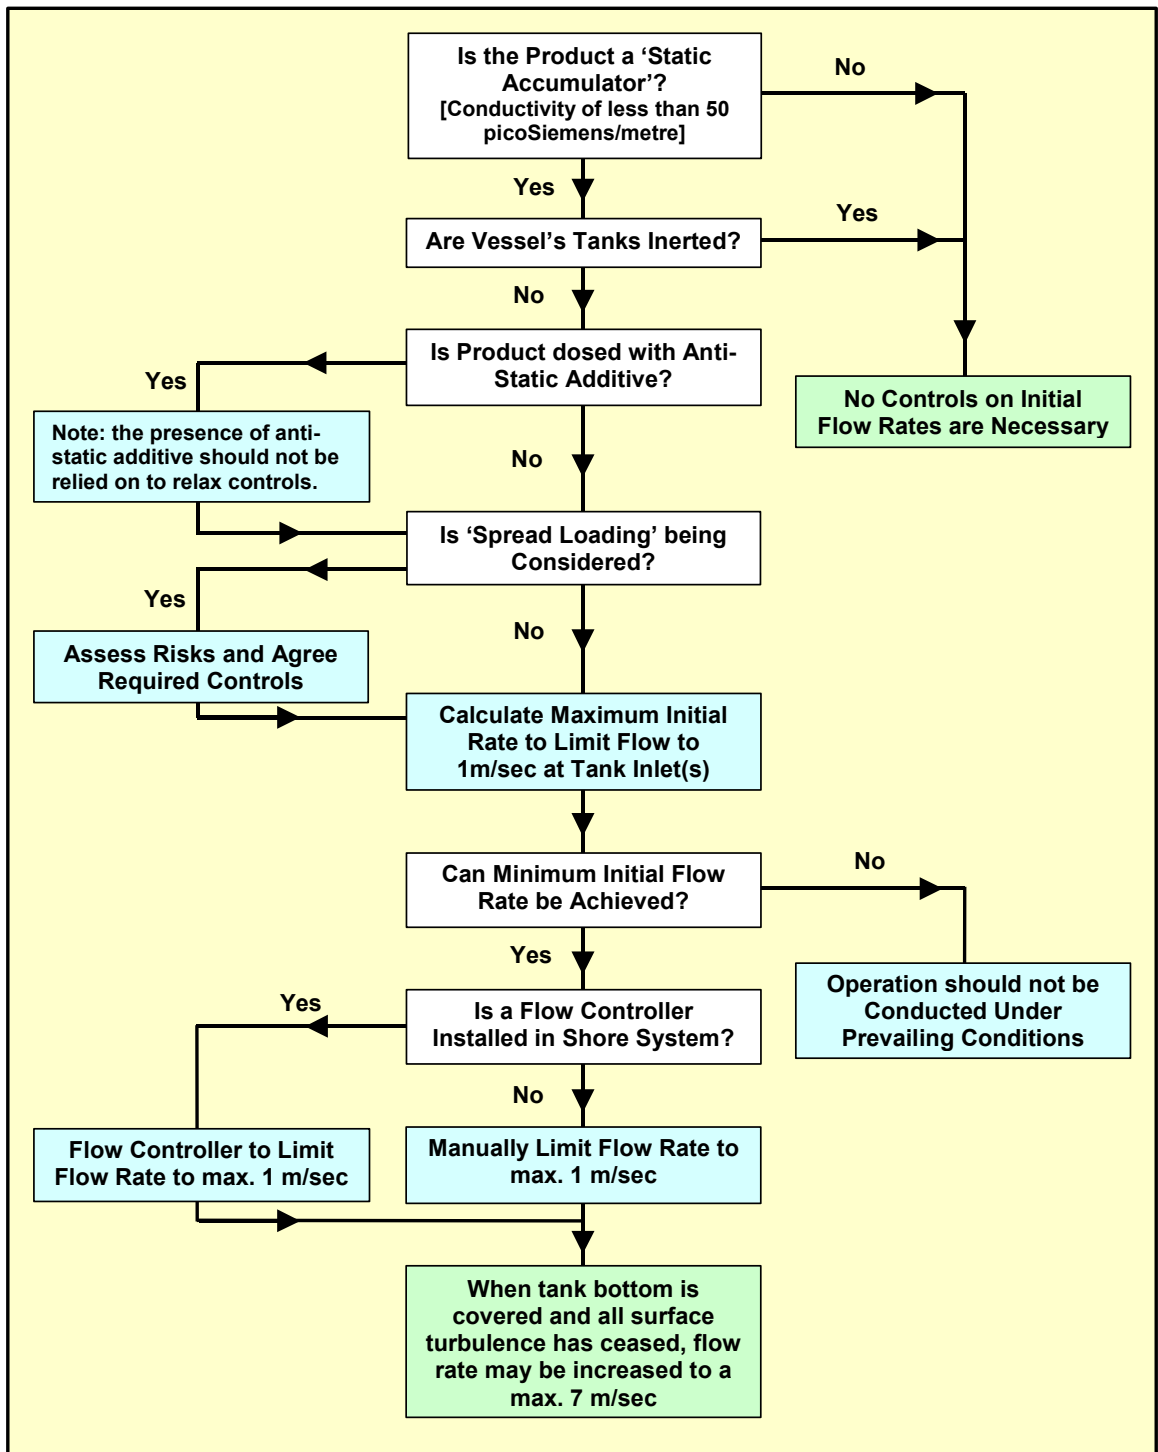 Is the Product a ‘Static
Accumulator’?
[Conductivity of less than 50
picoSiemens/metre]
No
Yes
Are Vessel’s Tanks Inerted?
Yes
No
Is Product dosed with Anti-
Static Additive?
Yes
No Controls on Initial
Flow Rates are Necessary
Note: the presence of anti-
static additive should not be
relied on to relax controls.
No
Is ‘Spread Loading’ being
Considered?
Yes
No
Assess Risks and Agree
Required Controls
Calculate Maximum Initial
Rate to Limit Flow to
1m/sec at Tank Inlet(s)
Can Minimum Initial Flow
Rate be Achieved?
No
Yes
Operation should not be
Conducted Under
Prevailing Conditions
Is a Flow Controller
Installed in Shore System?
Yes
No
Flow Controller to Limit
Flow Rate to max. 1 m/sec
Manually Limit Flow Rate to
max. 1 m/sec
When tank bottom is
covered and all surface
turbulence has ceased, flow
rate may be increased to a
max. 7 m/sec